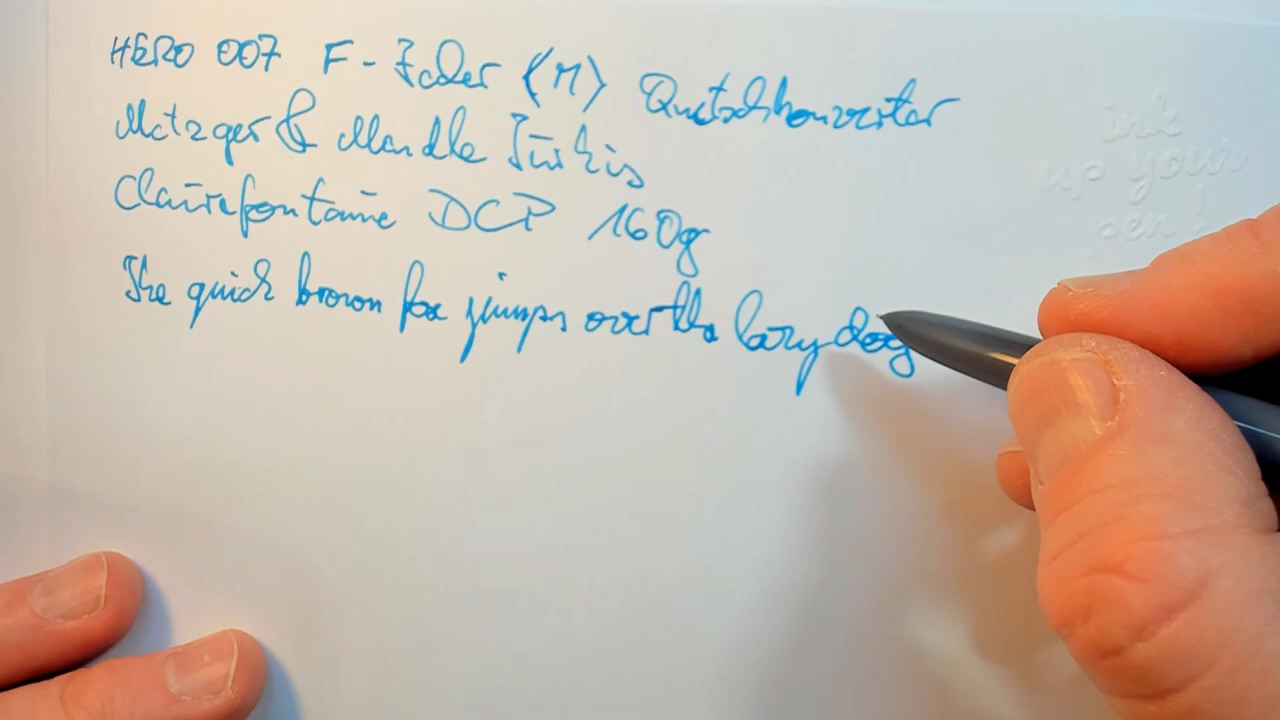 HERO 007 F-Feder (M) Quetschkonverter
Metzger & Mendle Türkis
Clairefontaine DCP 160g
The quick brown fox jumps over the lazy dog
ink
up your
pen!